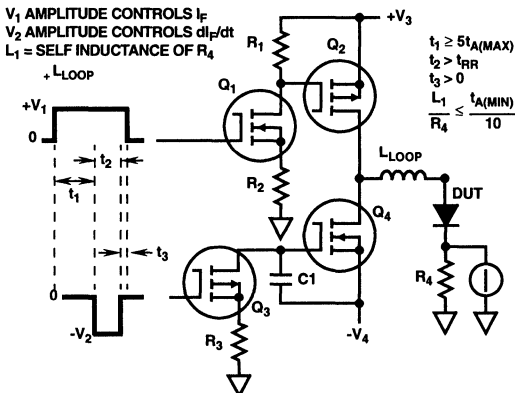 V1 AMPLITUDE CONTROLS IF
V2 AMPLITUDE CONTROLS dIF/dt
L1 = SELF INDUCTANCE OF R4
+ LLOOP
+V1
0
t2
t1
t3
0
-V2
R1
Q1
Q2
+V3
R2
Q4
Q3
C1
R3
-V4
LLOOP
DUT
R4
t1 ≥ 5tA(MAX)
t2 > tRR
t3 > 0
L1/R4 ≤ tA(MIN)/10